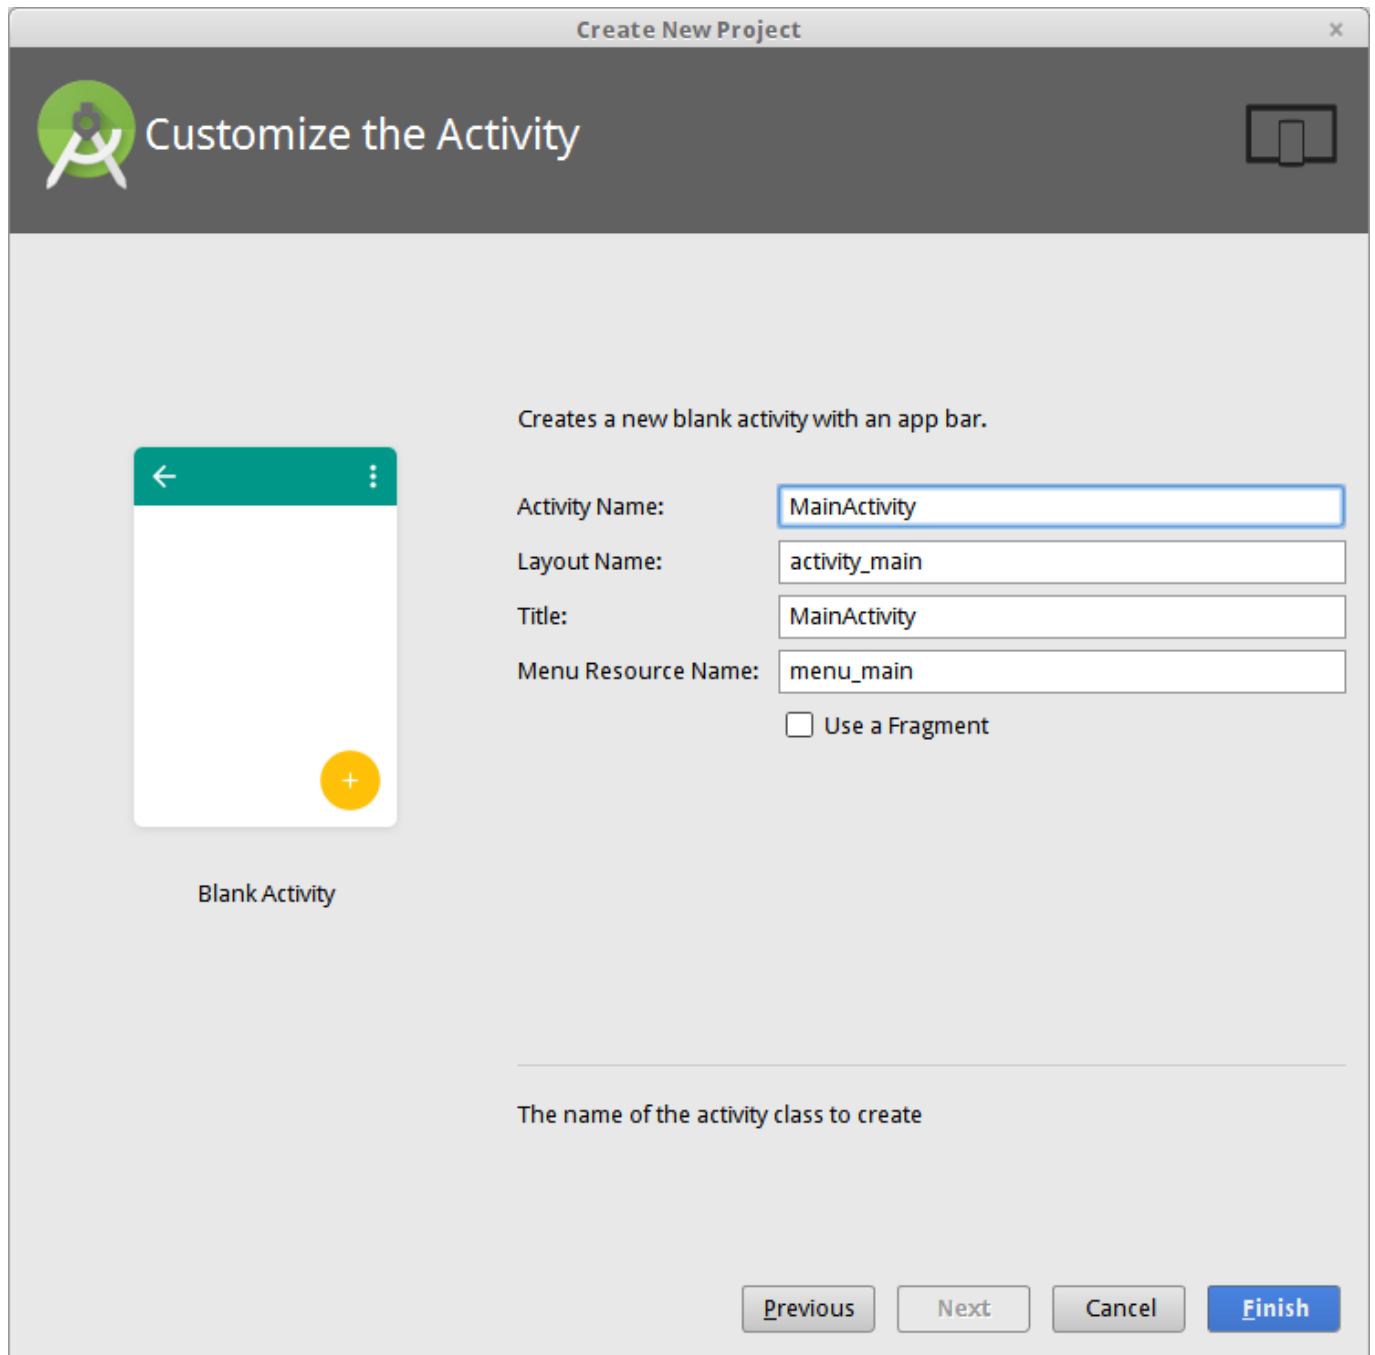 Create New Project
Customize the Activity
Creates a new blank activity with an app bar.
Activity Name: MainActivity
Layout Name: activity_main
Title: MainActivity
Menu Resource Name: menu_main
Use a Fragment
Blank Activity
The name of the activity class to create
Previous Next Cancel Finish